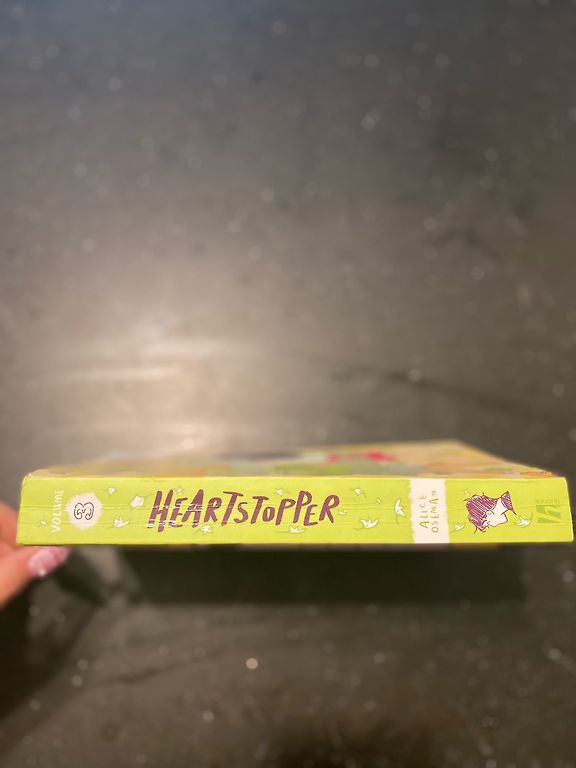 VOLUME
3
HEARTSTOPPER
ALICE
OSEMAN